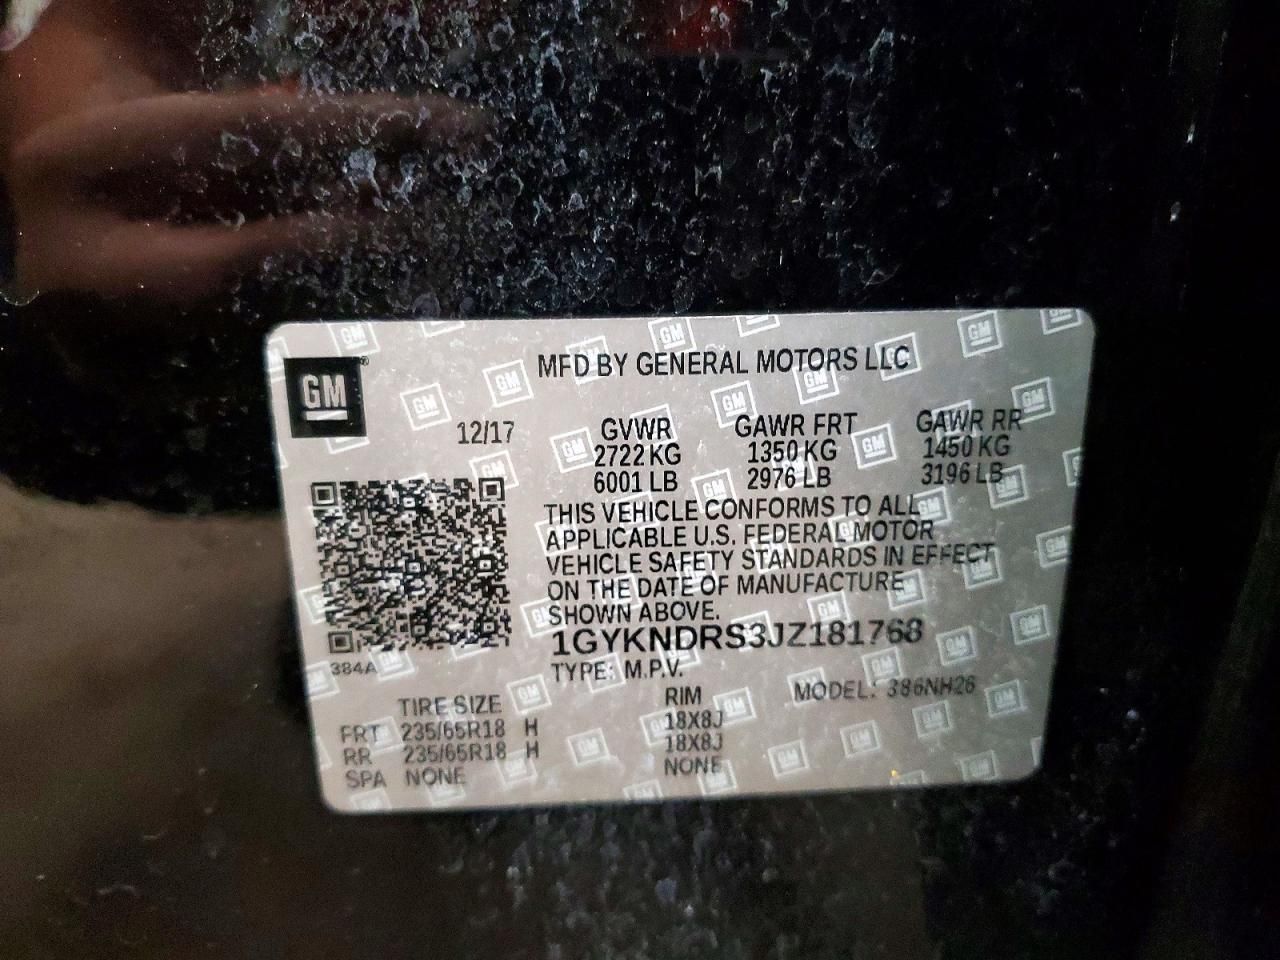 GM
MFD BY GENERAL MOTORS LLC
12/17
GVWR GAWR FRT GAWR RR
2722 KG 1350 KG 1450 KG
6001 LB 2976 LB 3196 LB
THIS VEHICLE CONFORMS TO ALL
APPLICABLE U.S. FEDERAL MOTOR
VEHICLE SAFETY STANDARDS IN EFFECT
ON THE DATE OF MANUFACTURE
SHOWN ABOVE.
1GYKNDRS3JZ181768
384A
TYPE: M.P.V.
MODEL: 386NH26
TIRE SIZE RIM
FRT 235/65R18 H 18X8J
RR 235/65R18 H 18X8J
SPA NONE NONE